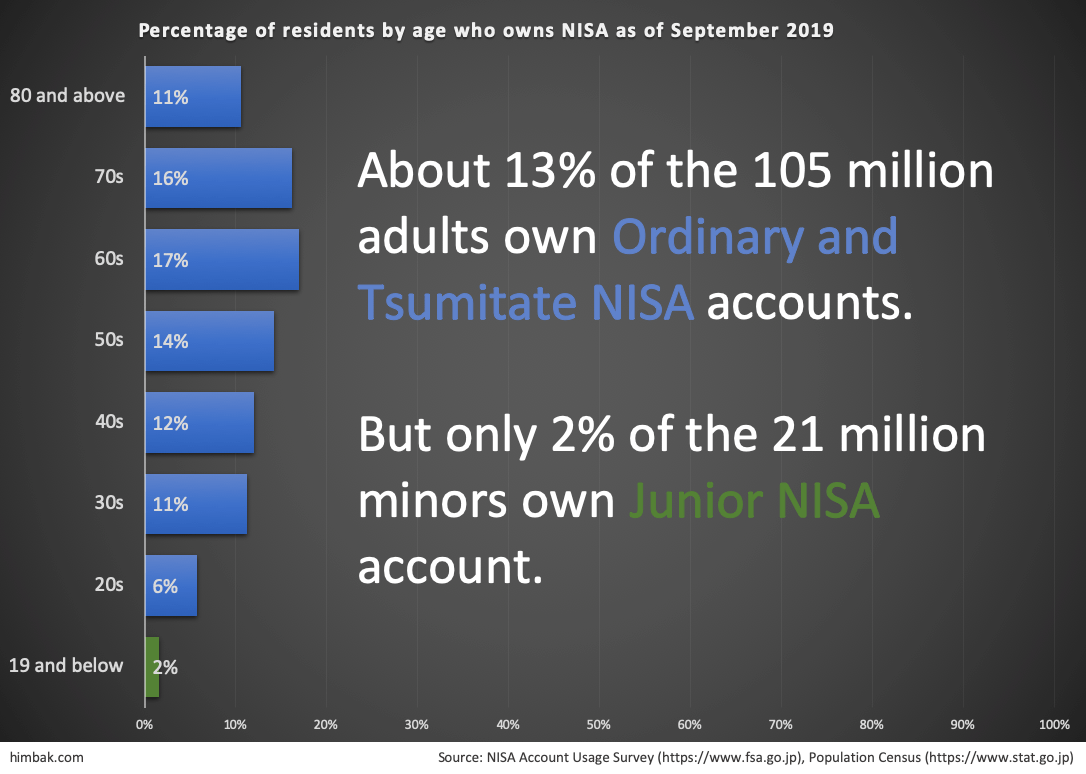 Percentage of residents by age who owns NISA as of September 2019
80 and above
11%
70s
16%
60s
17%
50s
14%
40s
12%
30s
11%
20s
6%
19 and below
2%
About 13% of the 105 million
adults own Ordinary and
Tsumitate NISA accounts.
But only 2% of the 21 million
minors own Junior NISA
account.
0% 10% 20% 30% 40% 50% 60% 70% 80% 90% 100%
himbak.com
Source: NISA Account Usage Survey (https://www.fsa.go.jp), Population Census (https://www.stat.go.jp)